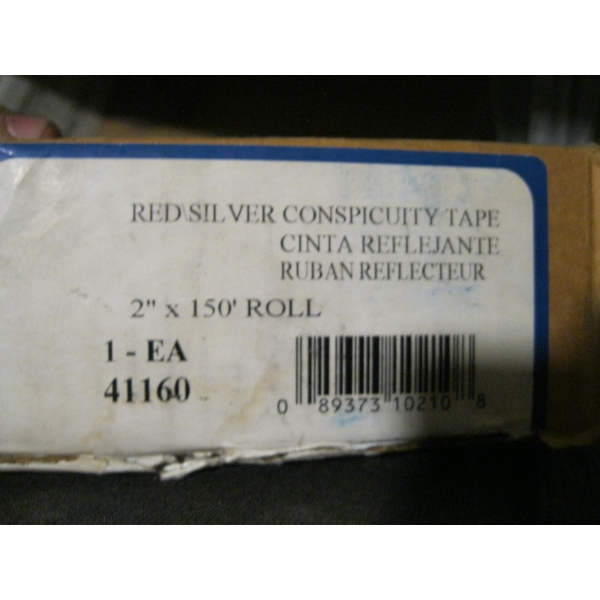 RED\SILVER CONSPICUITY TAPE
CINTA REFLEJANTE
RUBAN REFLECTEUR
2" x 150' ROLL
1 - EA
41160
0 89373 10210 8